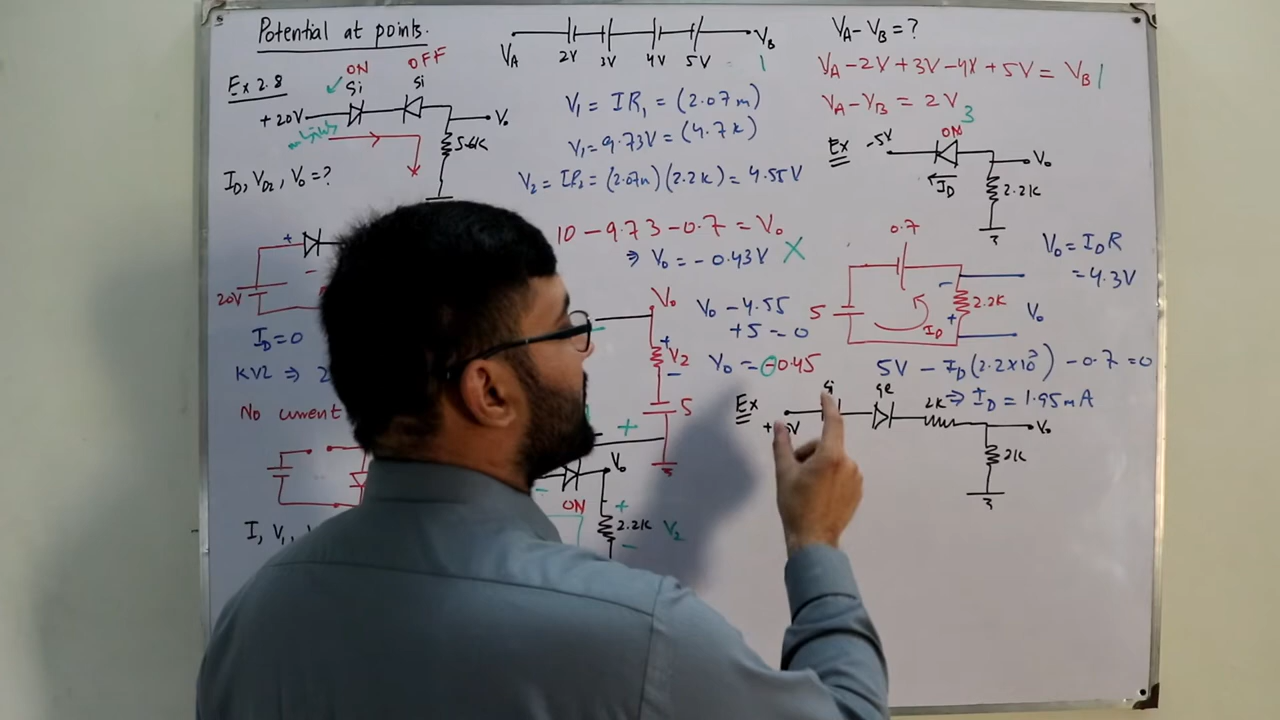 Potential at points.
Ex 2.8
ON
OFF
Si
Si
+20V
Vo
5.6K
ID, VD2, Vo=?
20V
+
-
ID=0
KV2 ⇒ 2
No current
I, V1,
VA
2V
3V
4V
5V
VB
V1 = IR1 = (2.07m)
V1=9.73V=(4.7k)
V2 = IR2 = (2.07m)(2.2k) = 4.55V
10 - 9.73 - 0.7 = Vo
⇒ Vo = -0.43V X
Vo
+
V2
-
5
+
Vo
ON
+
2.2K
-
V2
Vo - 4.55
+5 = 0
Vo = -0.45
VA - VB = ?
VA - 2V + 3V - 4V + 5V = VB
VA - VB = 2V
Ex
-5V
ON
Vo
ID
2.2K
0.7
5
ID
-
+
2.2K
Vo
Vo = IDR
= 4.3V
5V - ID(2.2×10³) - 0.7 = 0
⇒ ID = 1.95mA
Ex
Si
Ge
2K
Vo
2K